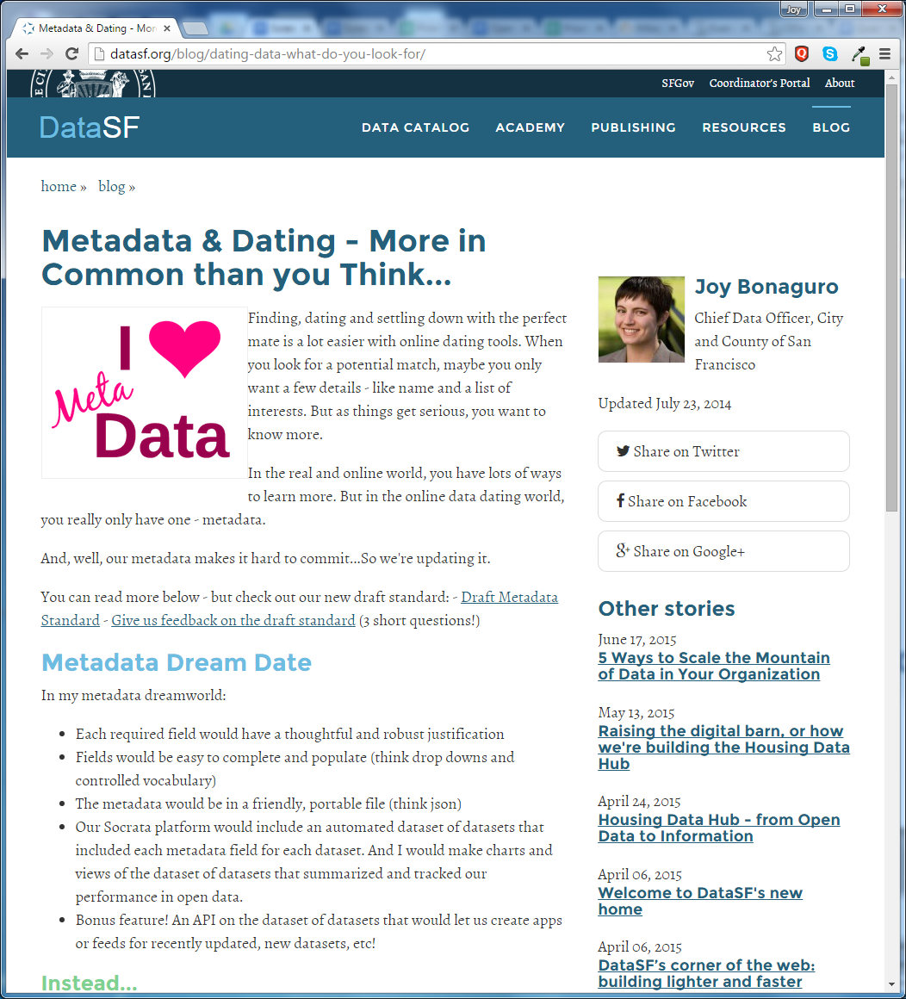 Joy
Metadata & Dating - Mor
datasf.org/blog/dating-data-what-do-you-look-for/
SFGov Coordinator's Portal About
DataSF
DATA CATALOG ACADEMY PUBLISHING RESOURCES BLOG
home » blog »
Metadata & Dating - More in
Common than you Think...
I
Meta
Data
Finding, dating and settling down with the perfect
mate is a lot easier with online dating tools. When
you look for a potential match, maybe you only
want a few details - like name and a list of
interests. But as things get serious, you want to
know more.
In the real and online world, you have lots of ways
to learn more. But in the online data dating world,
you really only have one - metadata.
And, well, our metadata makes it hard to commit...So we're updating it.
You can read more below - but check out our new draft standard: - Draft Metadata
Standard - Give us feedback on the draft standard (3 short questions!)
Metadata Dream Date
In my metadata dreamworld:
• Each required field would have a thoughtful and robust justification
• Fields would be easy to complete and populate (think drop downs and
controlled vocabulary)
• The metadata would be in a friendly, portable file (think json)
• Our Socrata platform would include an automated dataset of datasets that
included each metadata field for each dataset. And I would make charts and
views of the dataset of datasets that summarized and tracked our
performance in open data.
• Bonus feature! An API on the dataset of datasets that would let us create apps
or feeds for recently updated, new datasets, etc!
Instead...
Joy Bonaguro
Chief Data Officer, City
and County of San
Francisco
Updated July 23, 2014
Share on Twitter
Share on Facebook
Share on Google+
Other stories
June 17, 2015
5 Ways to Scale the Mountain
of Data in Your Organization
May 13, 2015
Raising the digital barn, or how
we're building the Housing Data
Hub
April 24, 2015
Housing Data Hub - from Open
Data to Information
April 06, 2015
Welcome to DataSF's new
home
April 06, 2015
DataSF’s corner of the web:
building lighter and faster